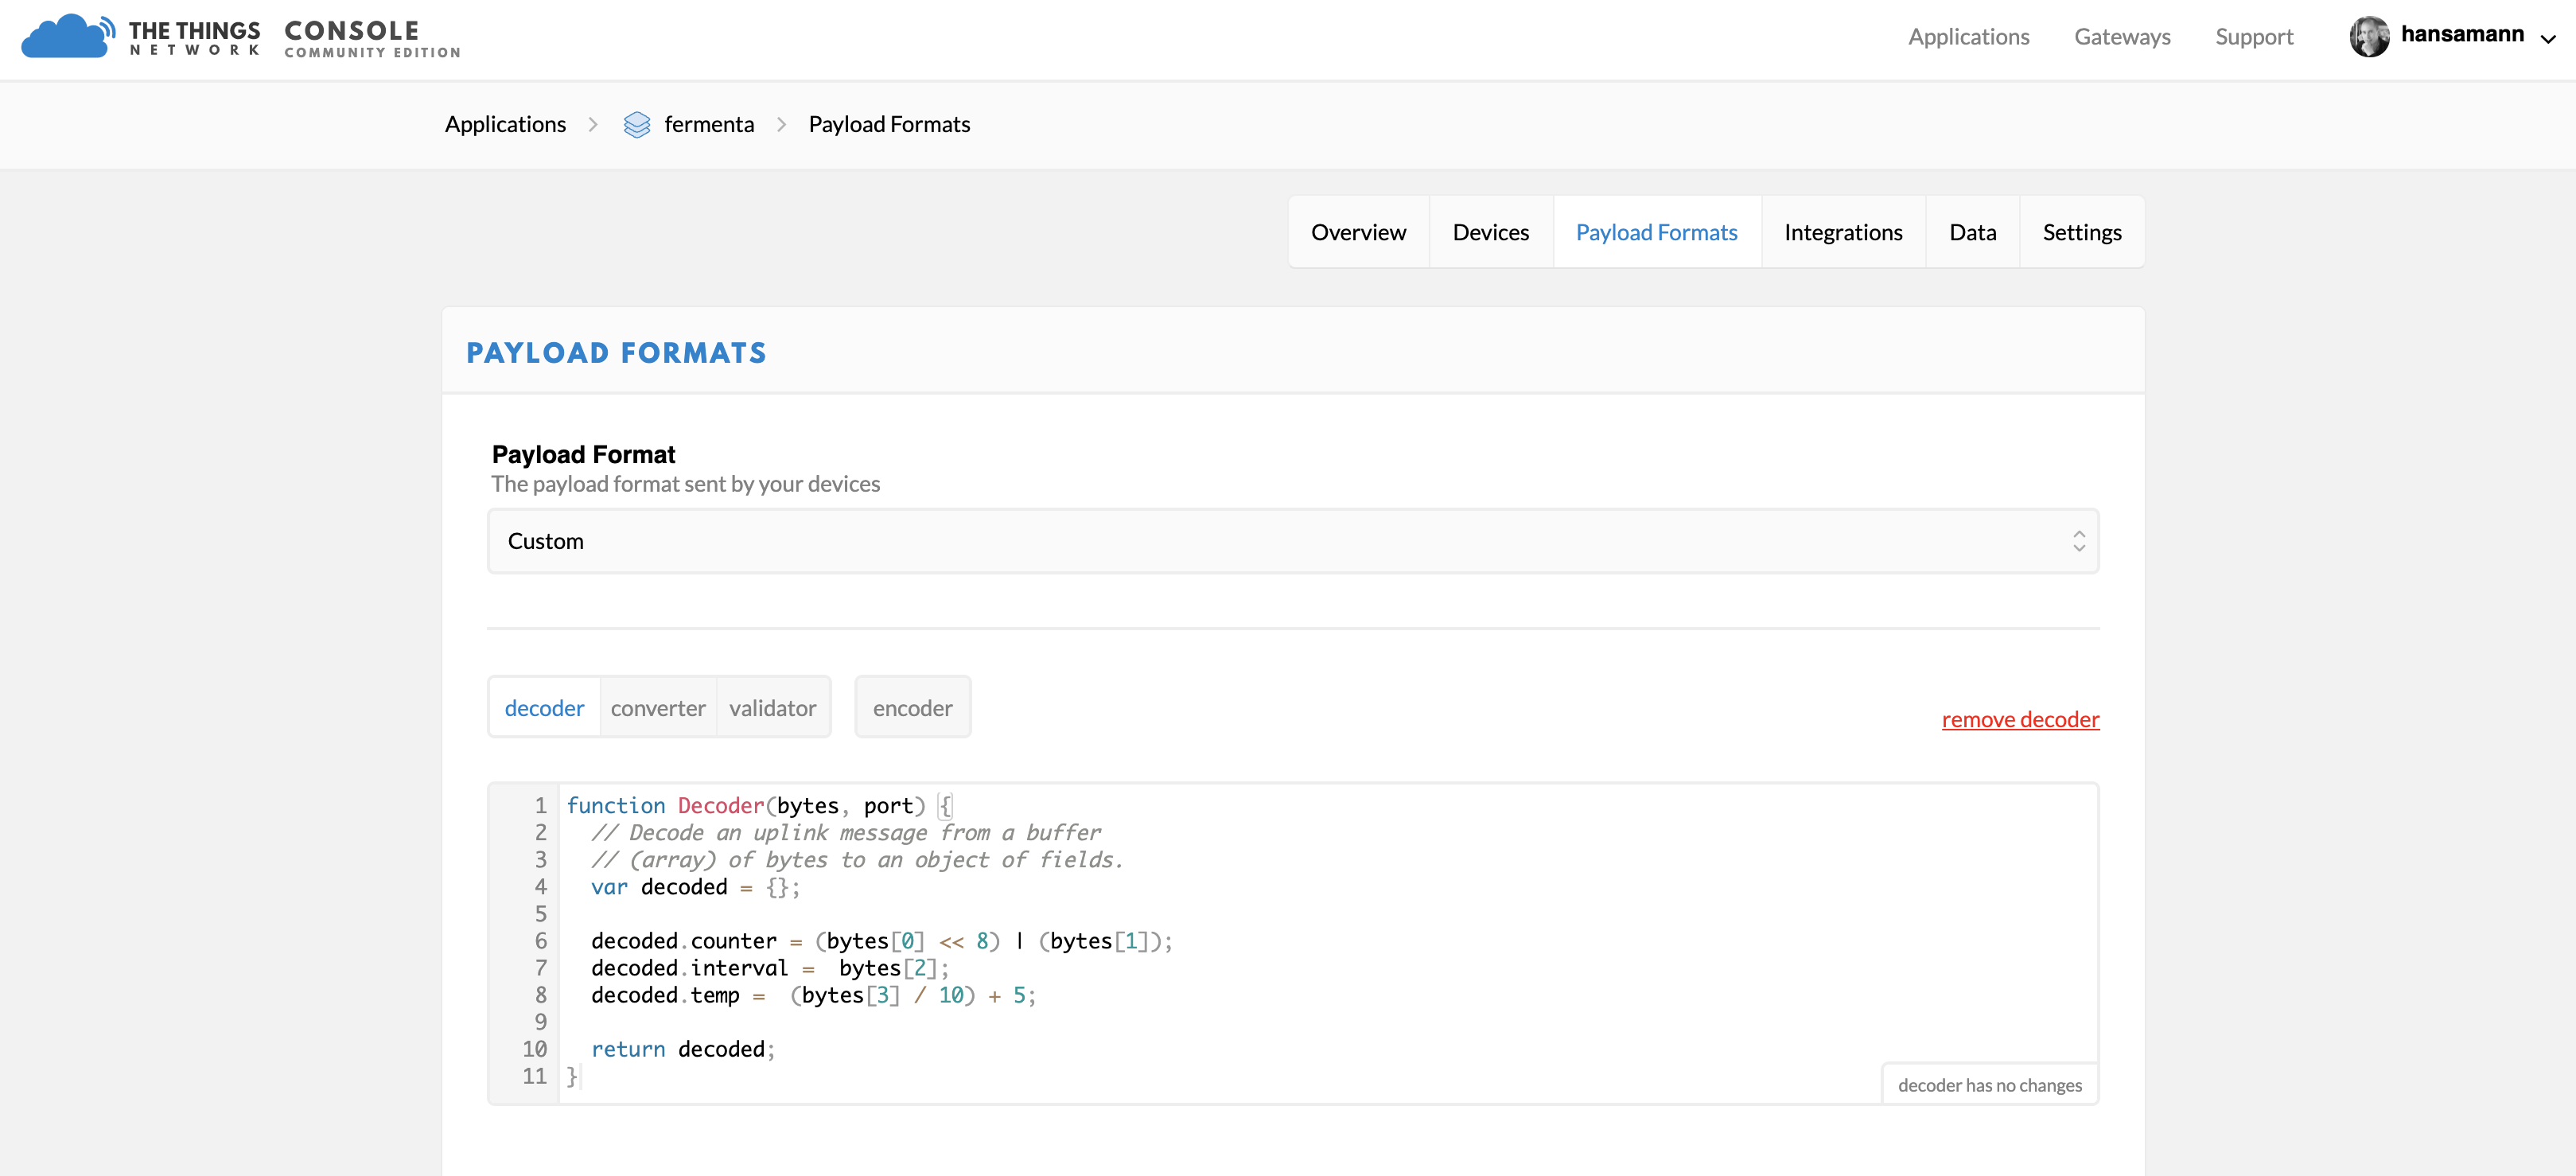 THE THINGS
NETWORK
CONSOLE
COMMUNITY EDITION
Applications
Gateways
Support
hansamann
Applications
fermenta
Payload Formats
Overview
Devices
Payload Formats
Integrations
Data
Settings
PAYLOAD FORMATS
Payload Format
The payload format sent by your devices
Custom
decoder
converter
validator
encoder
remove decoder
1 function Decoder(bytes, port) {
2   // Decode an uplink message from a buffer
3   // (array) of bytes to an object of fields.
4   var decoded = {};
5
6   decoded.counter = (bytes[0] << 8) | (bytes[1]);
7   decoded.interval =  bytes[2];
8   decoded.temp =  (bytes[3] / 10) + 5;
9
10   return decoded;
11 }
decoder has no changes